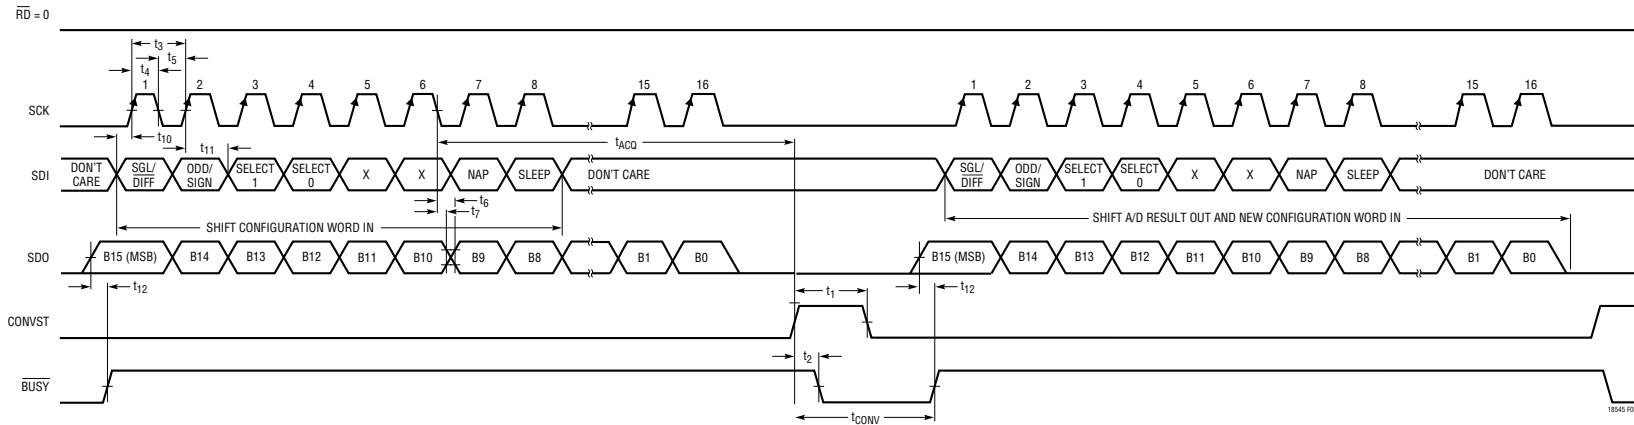 RD = 0
t3
t5
t4
1 2 3 4 5 6 7 8 15 16 1 2 3 4 5 6 7 8 15 16
SCK
t10
t11
tACQ
SDI
DON'T CARE SGL/DIFF ODD/SIGN SELECT 1 SELECT 0 X X NAP SLEEP DON'T CARE SGL/DIFF ODD/SIGN SELECT 1 SELECT 0 X X NAP SLEEP DON'T CARE
t6
t7
SHIFT CONFIGURATION WORD IN
SHIFT A/D RESULT OUT AND NEW CONFIGURATION WORD IN
SDO
B15 (MSB) B14 B13 B12 B11 B10 B9 B8 B1 B0 B15 (MSB) B14 B13 B12 B11 B10 B9 B8 B1 B0
t12
t1
t12
CONVST
t2
BUSY
tCONV
18545 F0